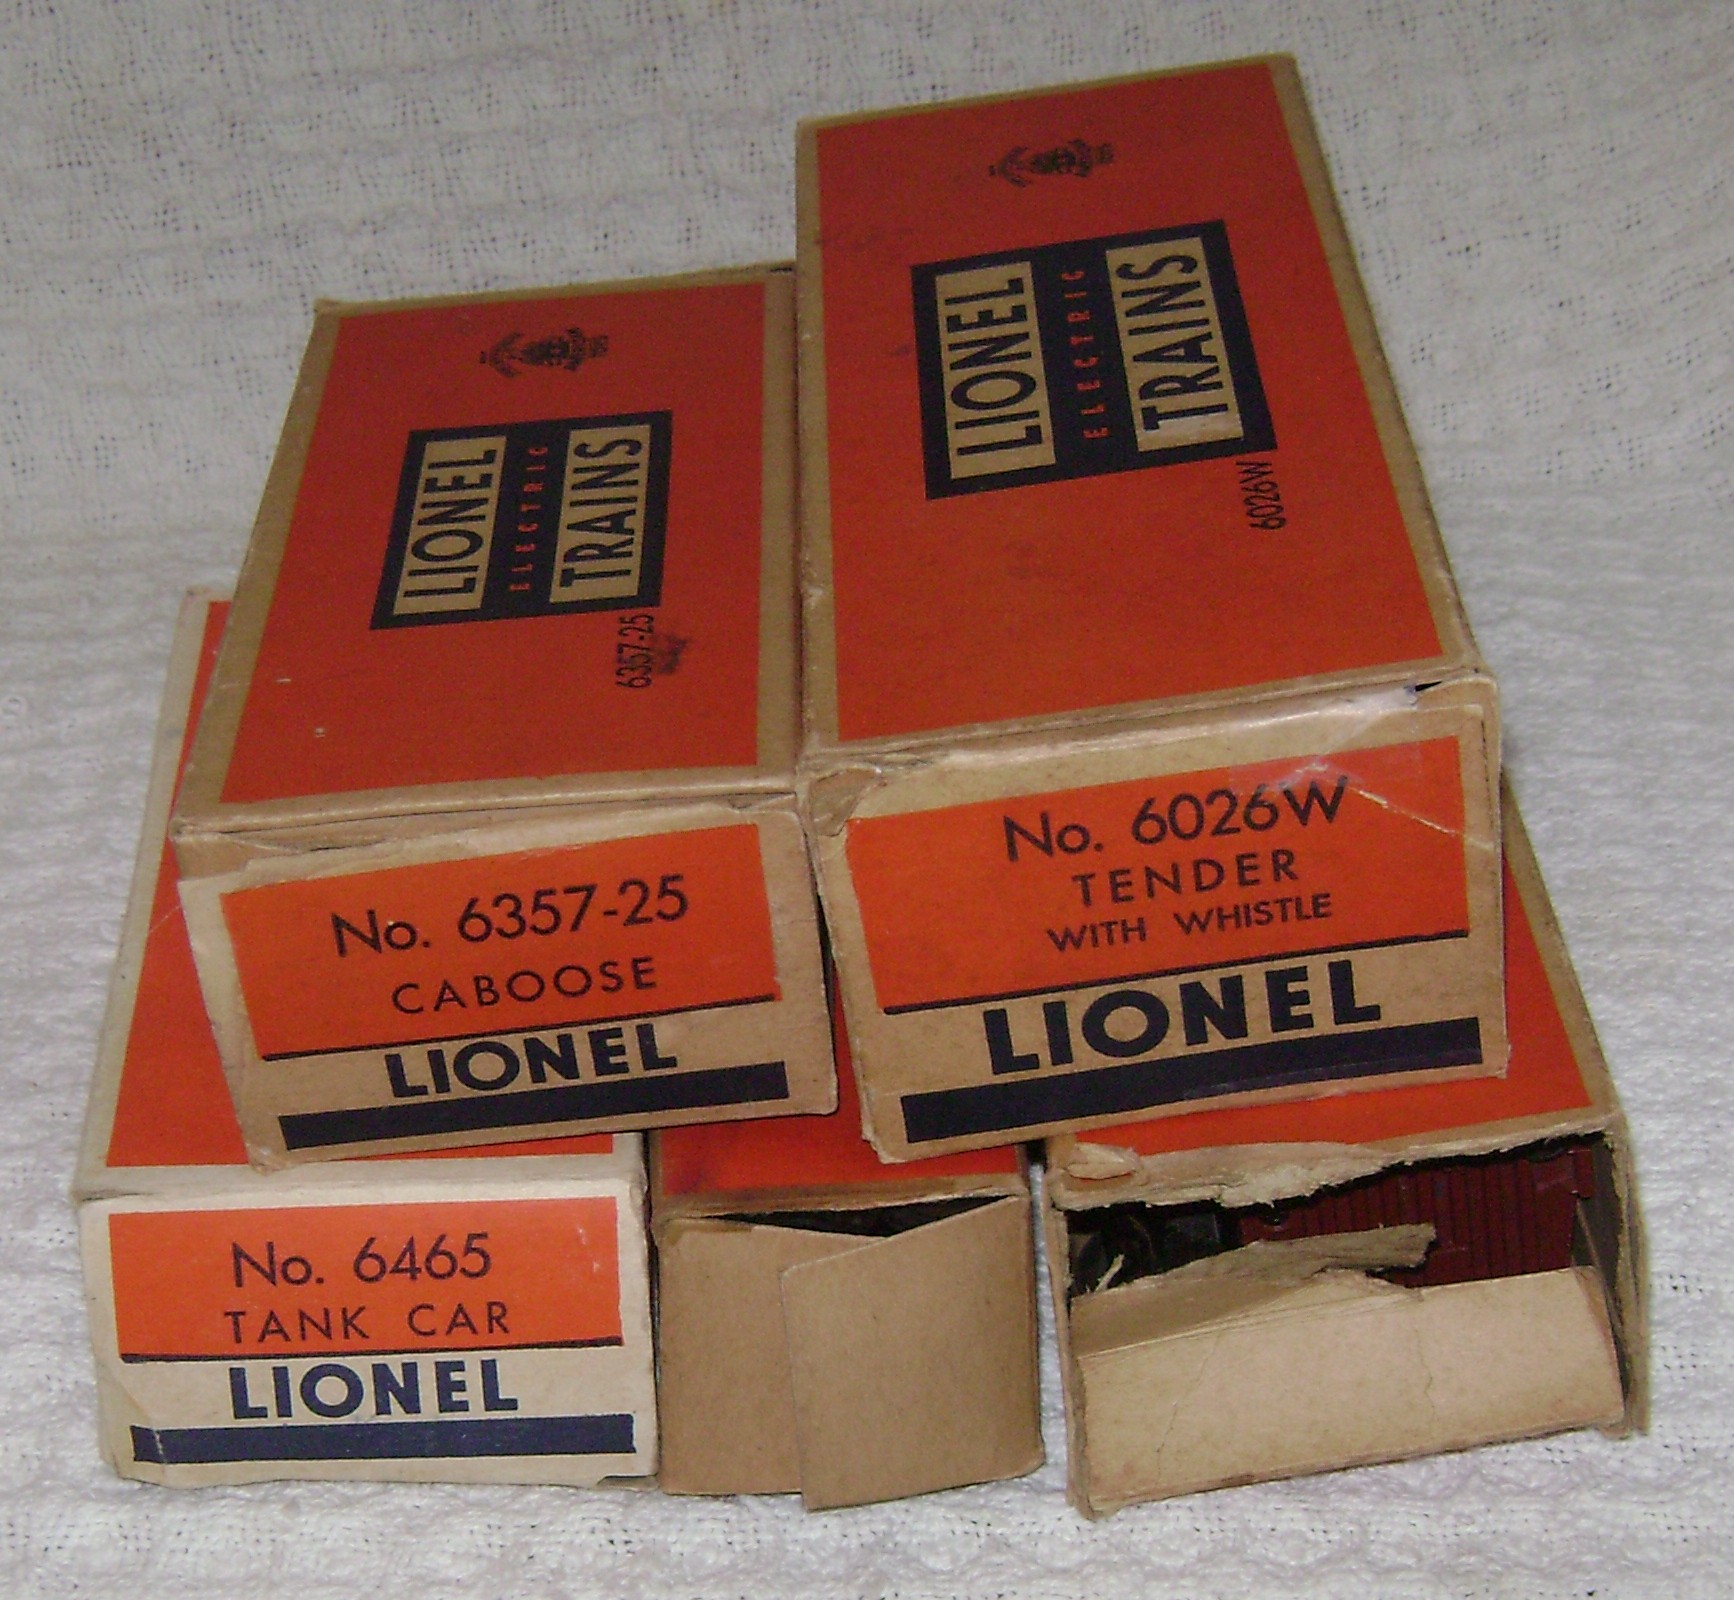 LIONEL
ELECTRIC
TRAINS
6357-25
LIONEL
ELECTRIC
TRAINS
6026W
No. 6357-25
CABOOSE
LIONEL
No. 6026W
TENDER
WITH WHISTLE
LIONEL
No. 6465
TANK CAR
LIONEL